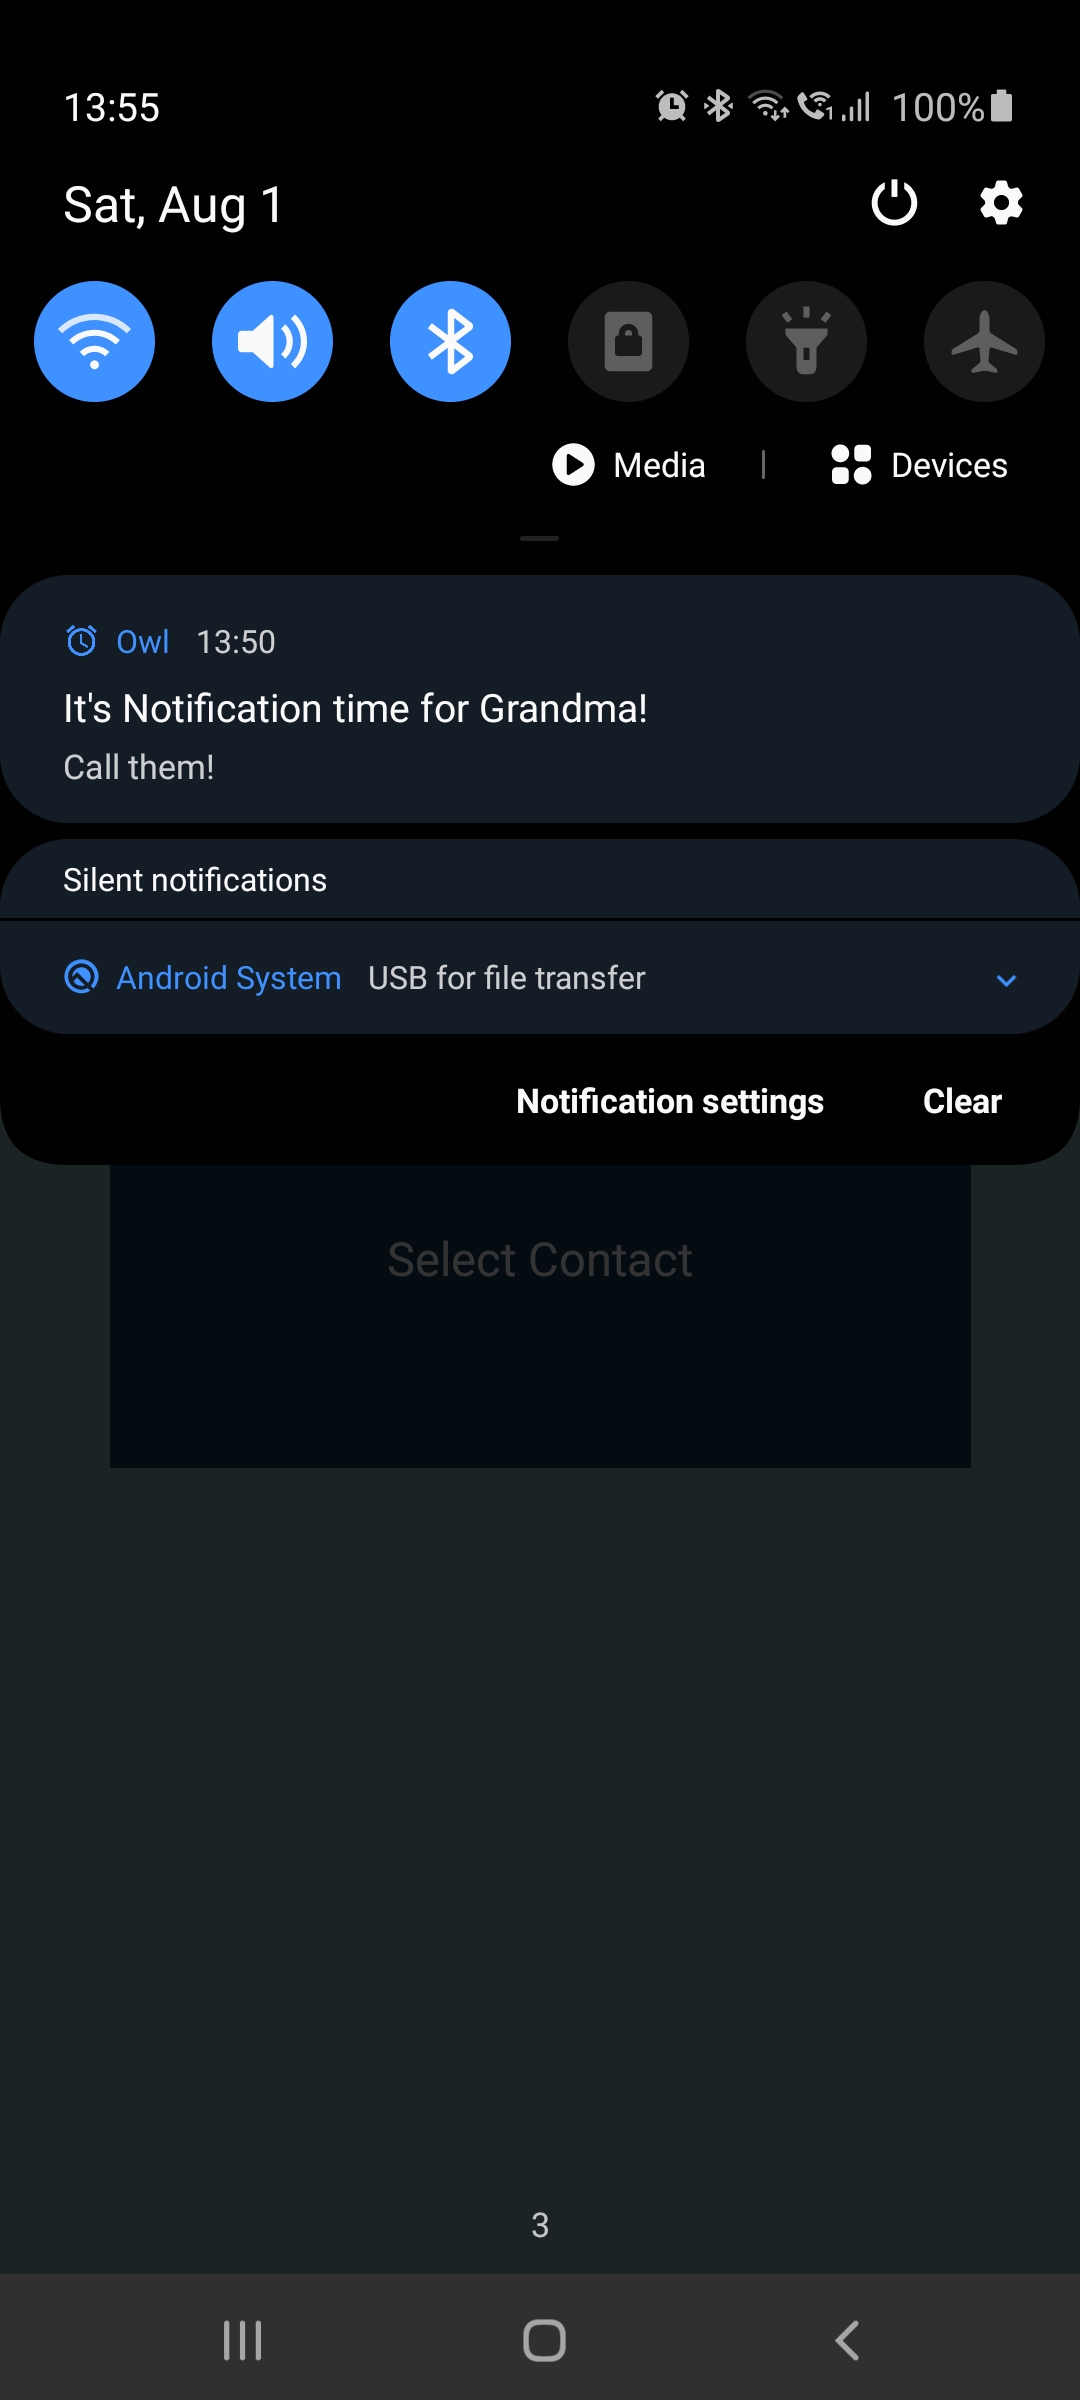 13:55 100%
Sat, Aug 1
Media | Devices
Owl 13:50
It's Notification time for Grandma!
Call them!
Silent notifications
Android System USB for file transfer
Notification settings Clear
Select Contact
3